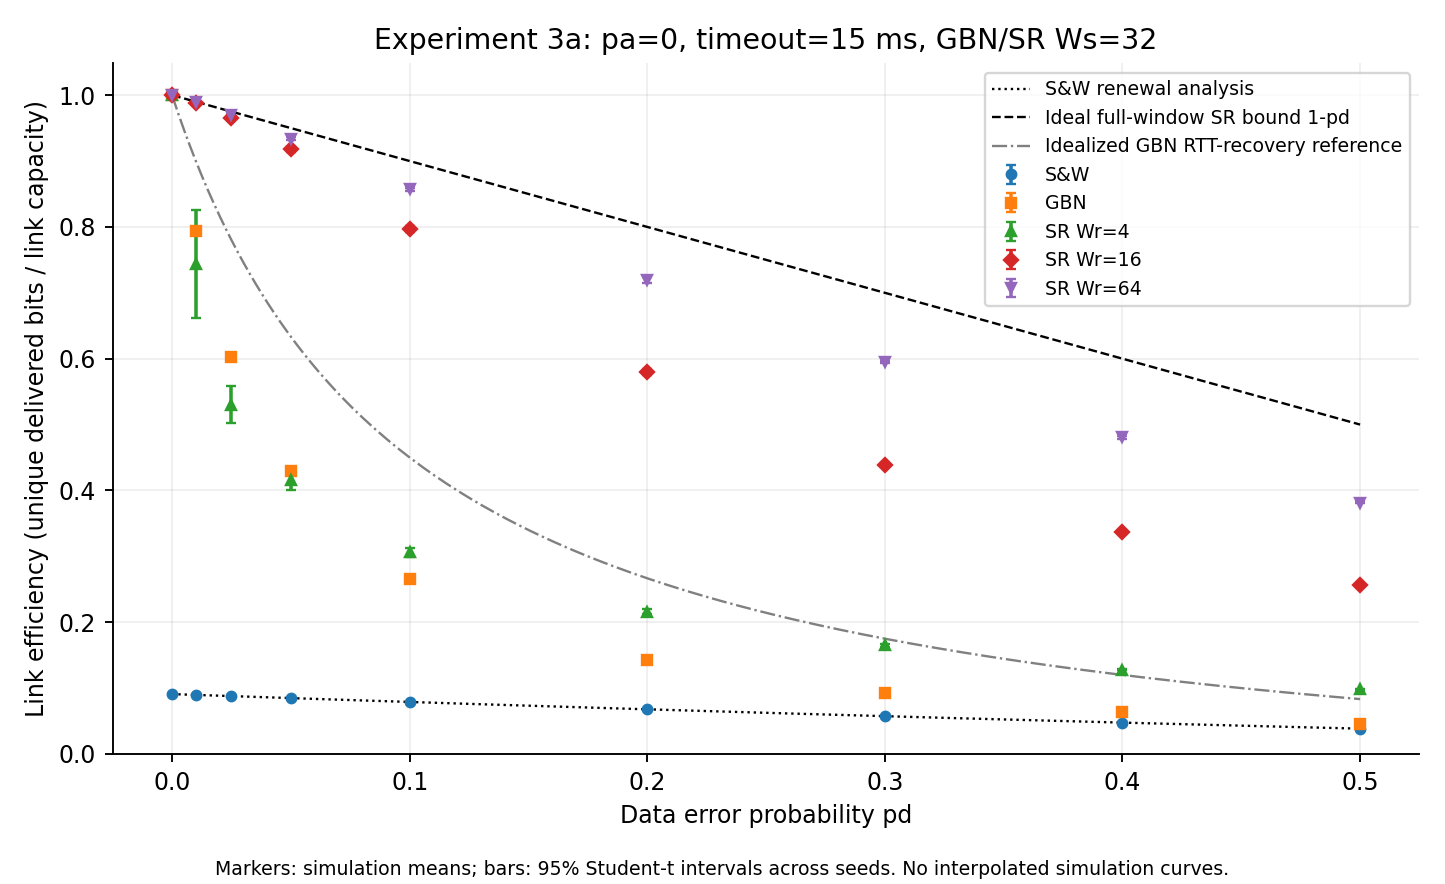 Experiment 3a: pa=0, timeout=15 ms, GBN/SR Ws=32
Link efficiency (unique delivered bits / link capacity)
1.0
0.8
0.6
0.4
0.2
0.0
S&W renewal analysis
Ideal full-window SR bound 1-pd
Idealized GBN RTT-recovery reference
S&W
GBN
SR Wr=4
SR Wr=16
SR Wr=64
0.0 0.1 0.2 0.3 0.4 0.5
Data error probability pd
Markers: simulation means; bars: 95% Student-t intervals across seeds. No interpolated simulation curves.